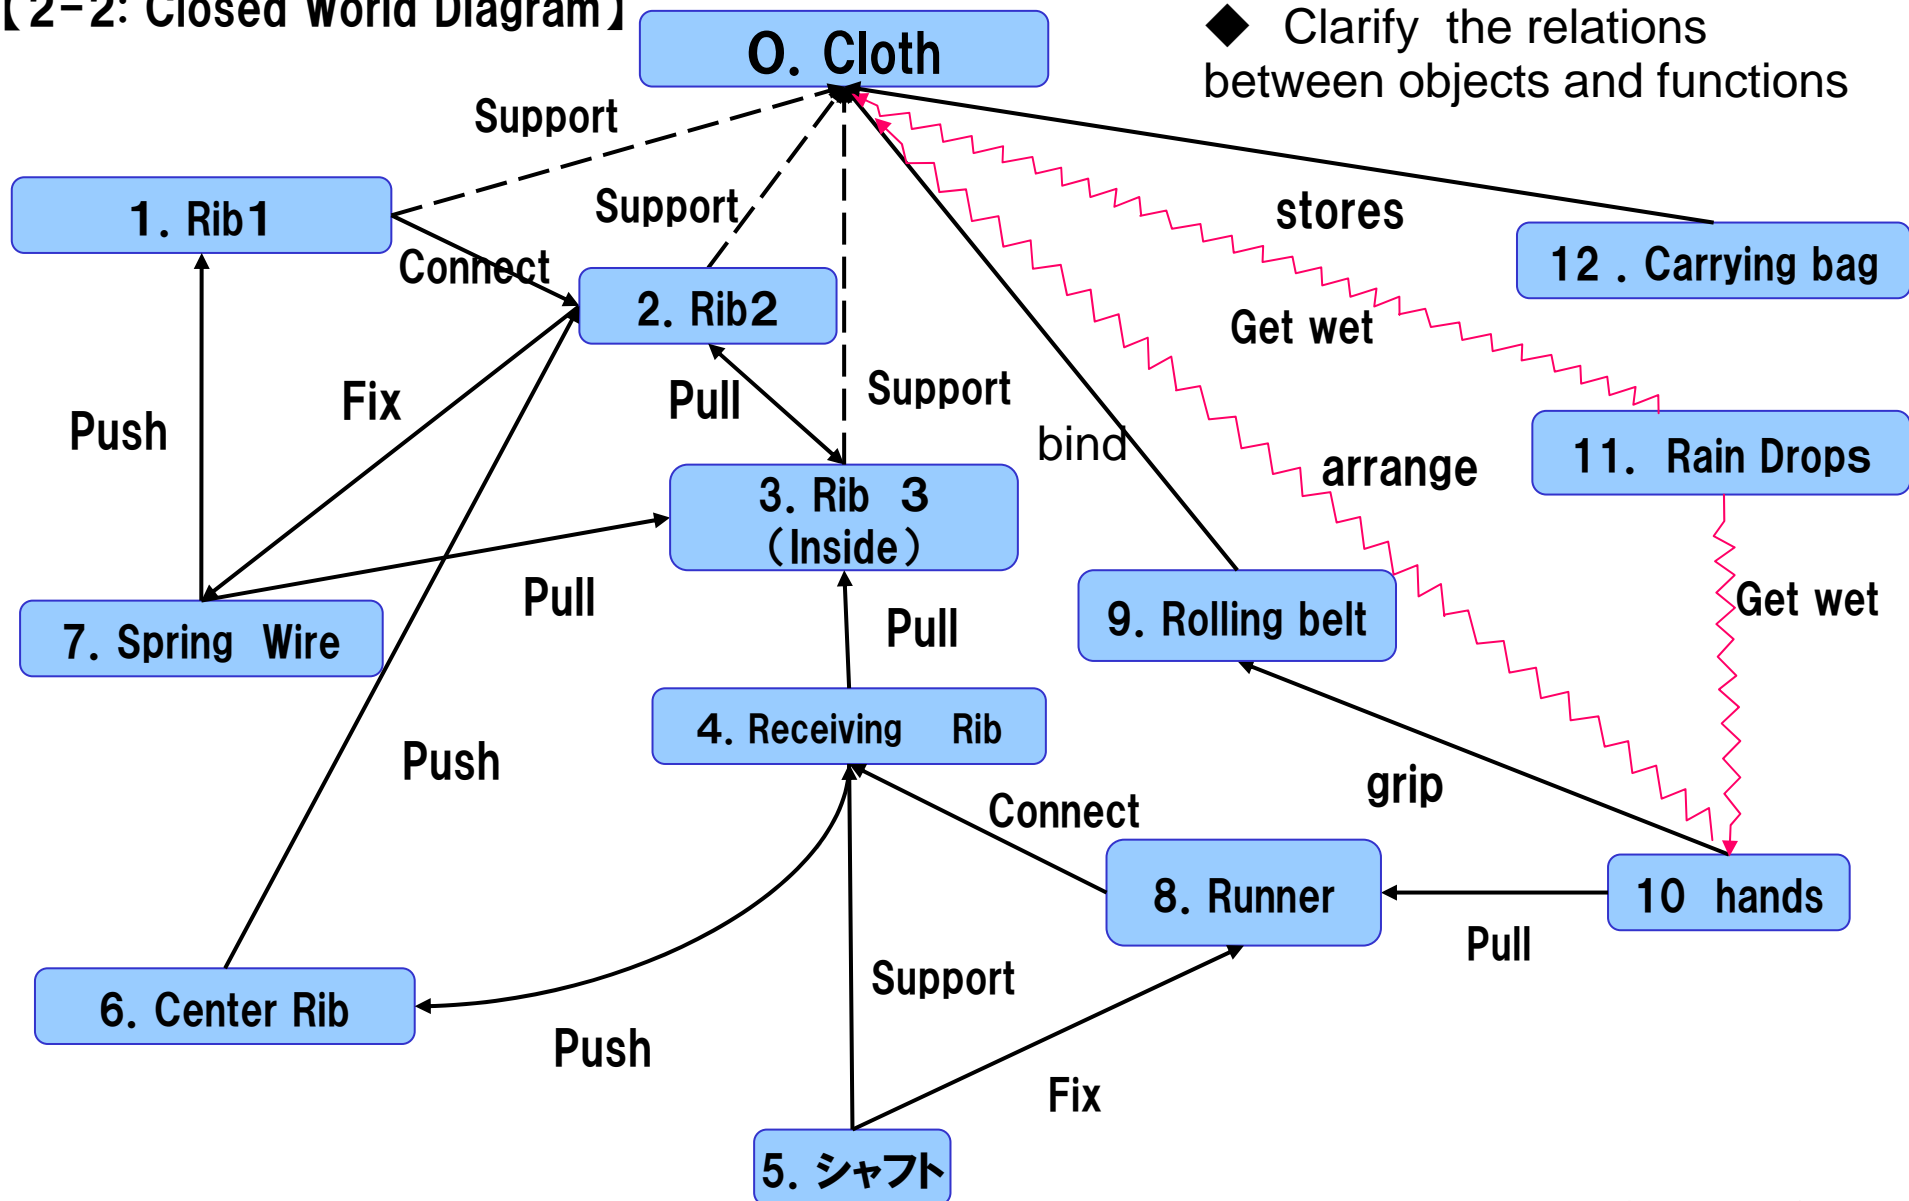 【2-2: Closed World Diagram】
◆ Clarify the relations
between objects and functions
0. Cloth
Support
1. Rib1
Support
stores
Connect
12 . Carrying bag
2. Rib2
Get wet
Fix
Pull
Support
Push
bind
arrange
11. Rain Drops
3. Rib 3
(Inside)
Pull
Get wet
7. Spring Wire
Pull
9. Rolling belt
4. Receiving Rib
Push
grip
Connect
8. Runner
10 hands
Pull
Support
6. Center Rib
Push
Fix
5. シャフト